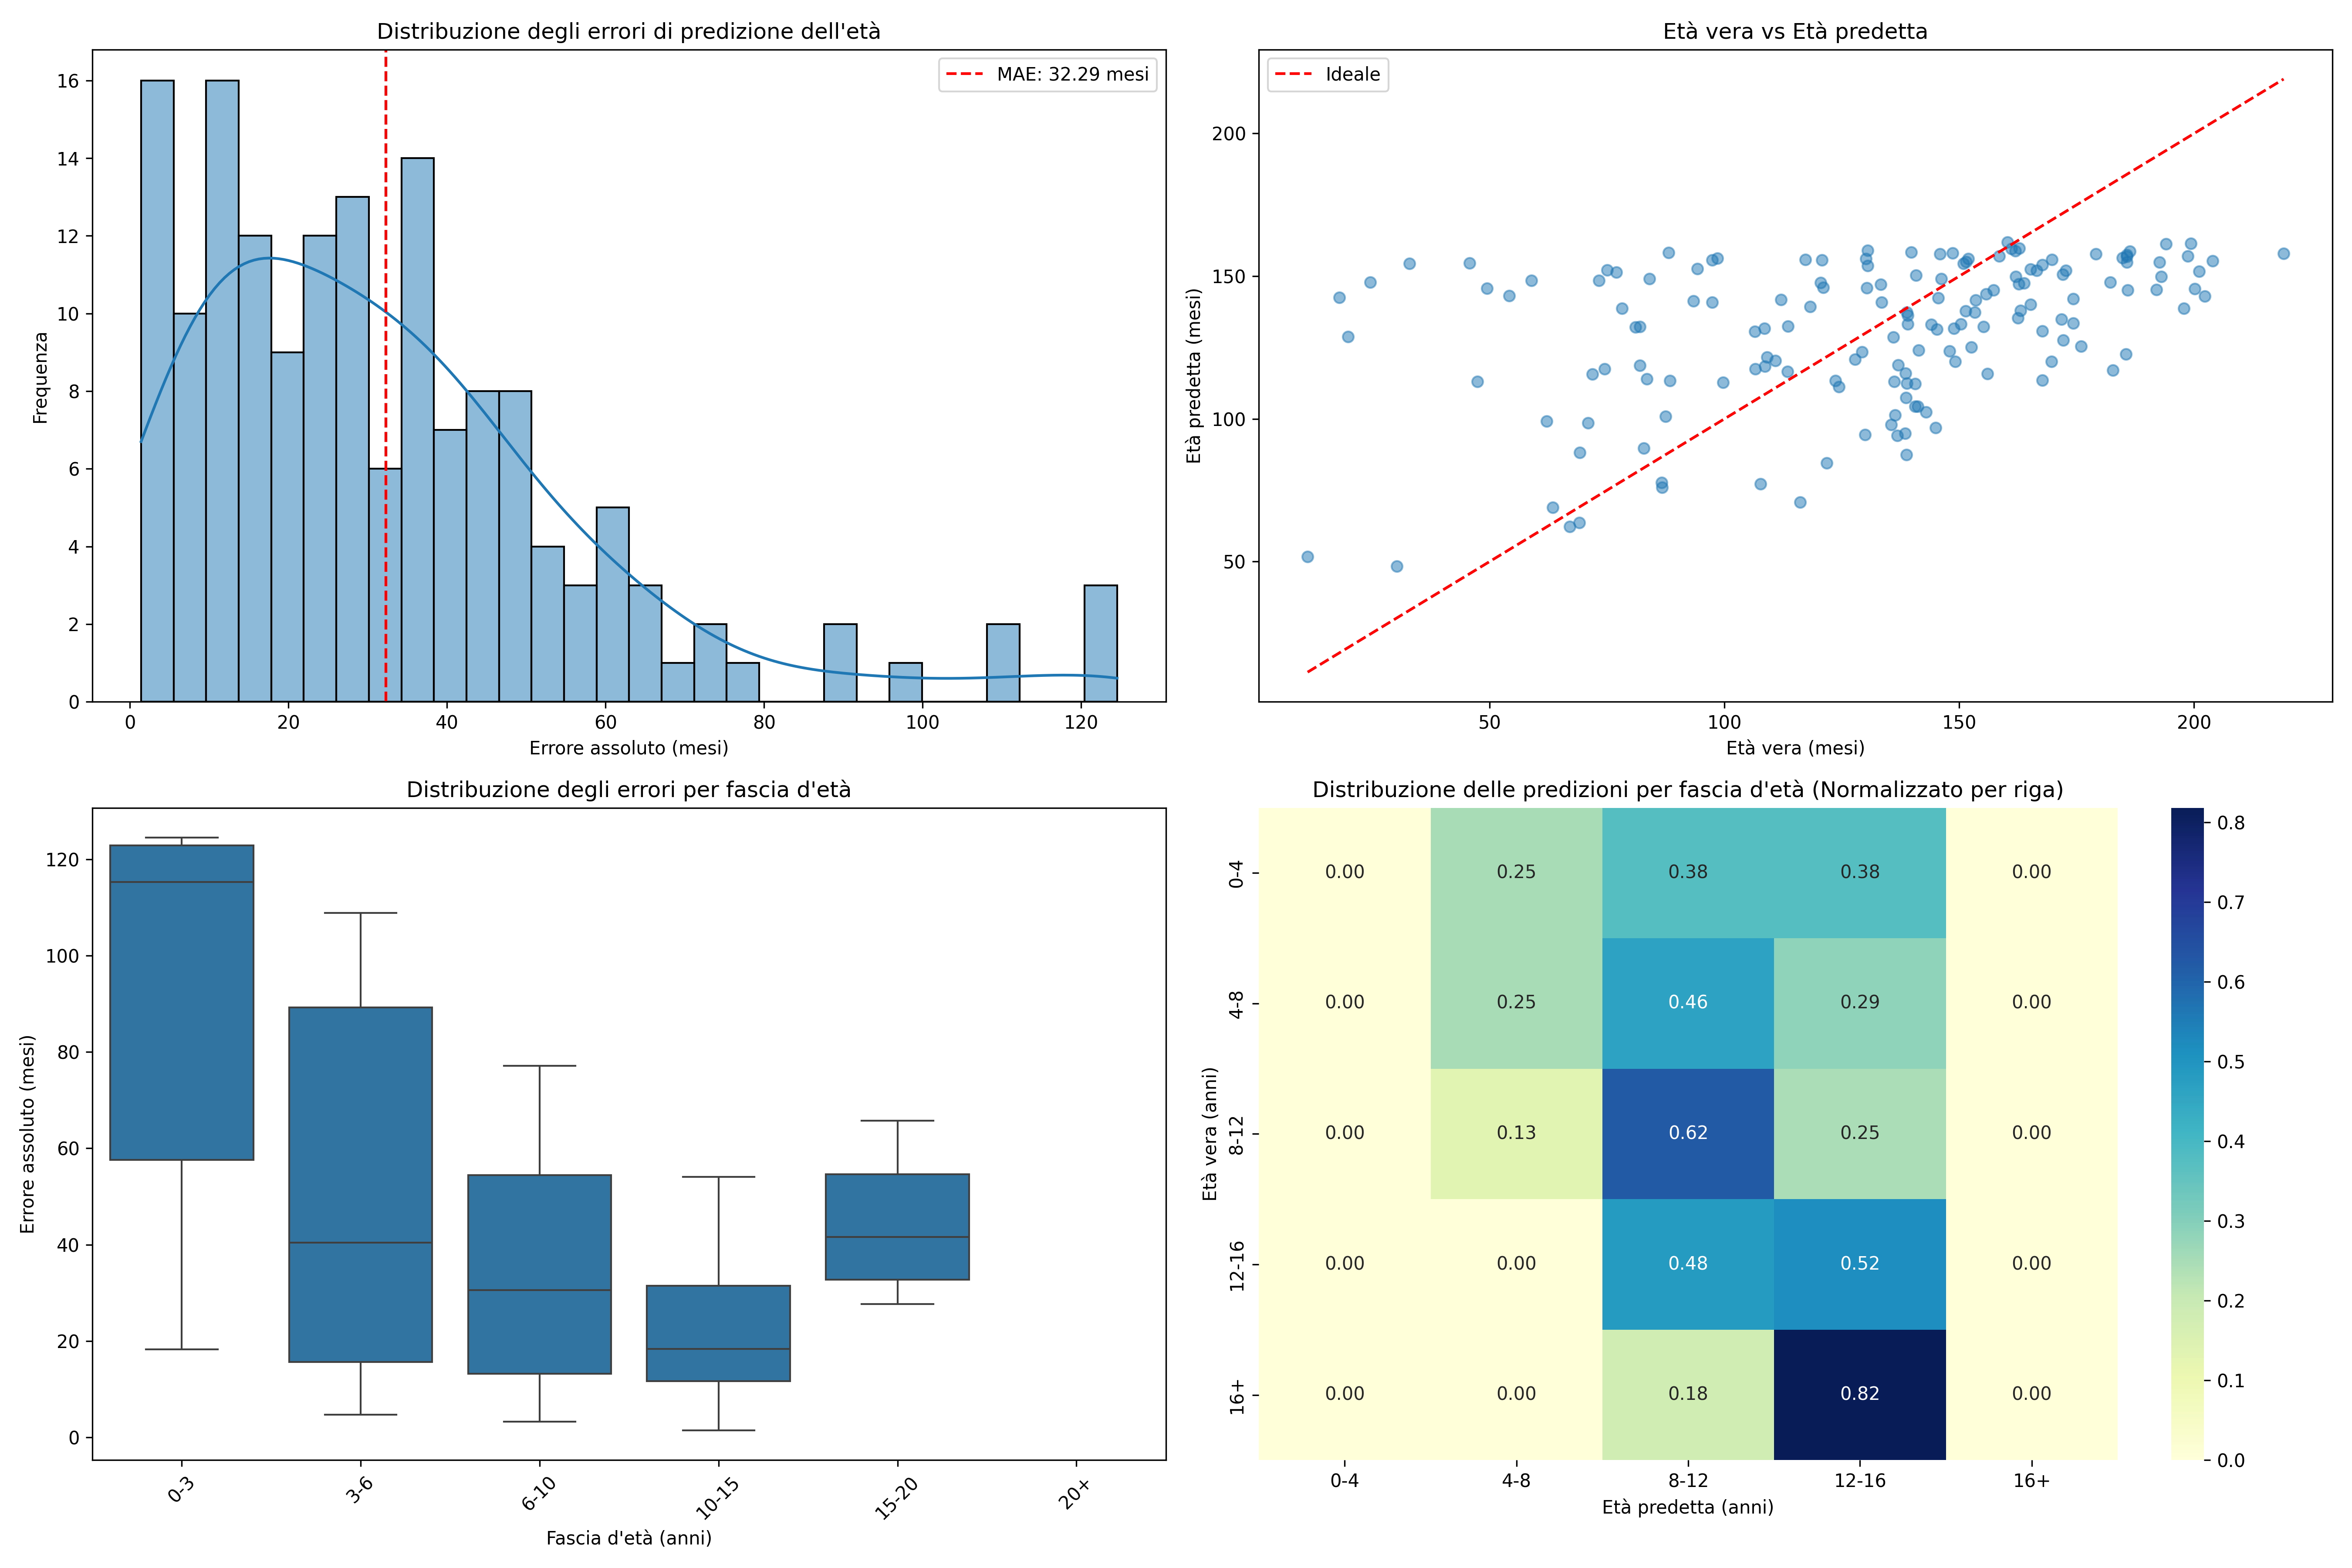 Distribuzione degli errori di predizione dell'età
MAE: 32.29 mesi
Frequenza
16
14
12
10
8
6
4
2
0
0 20 40 60 80 100 120
Errore assoluto (mesi)
Età vera vs Età predetta
Ideale
Età predetta (mesi)
200
150
100
50
50 100 150 200
Età vera (mesi)
Distribuzione degli errori per fascia d'età
Errore assoluto (mesi)
120
100
80
60
40
20
0
0-3 3-6 6-10 10-15 15-20 20+
Fascia d'età (anni)
Distribuzione delle predizioni per fascia d'età (Normalizzato per riga)
Età vera (anni)
0-4 0.00 0.25 0.38 0.38 0.00
4-8 0.00 0.25 0.46 0.29 0.00
8-12 0.00 0.13 0.62 0.25 0.00
12-16 0.00 0.00 0.48 0.52 0.00
16+ 0.00 0.00 0.18 0.82 0.00
0-4 4-8 8-12 12-16 16+
Età predetta (anni)
0.8
0.7
0.6
0.5
0.4
0.3
0.2
0.1
0.0